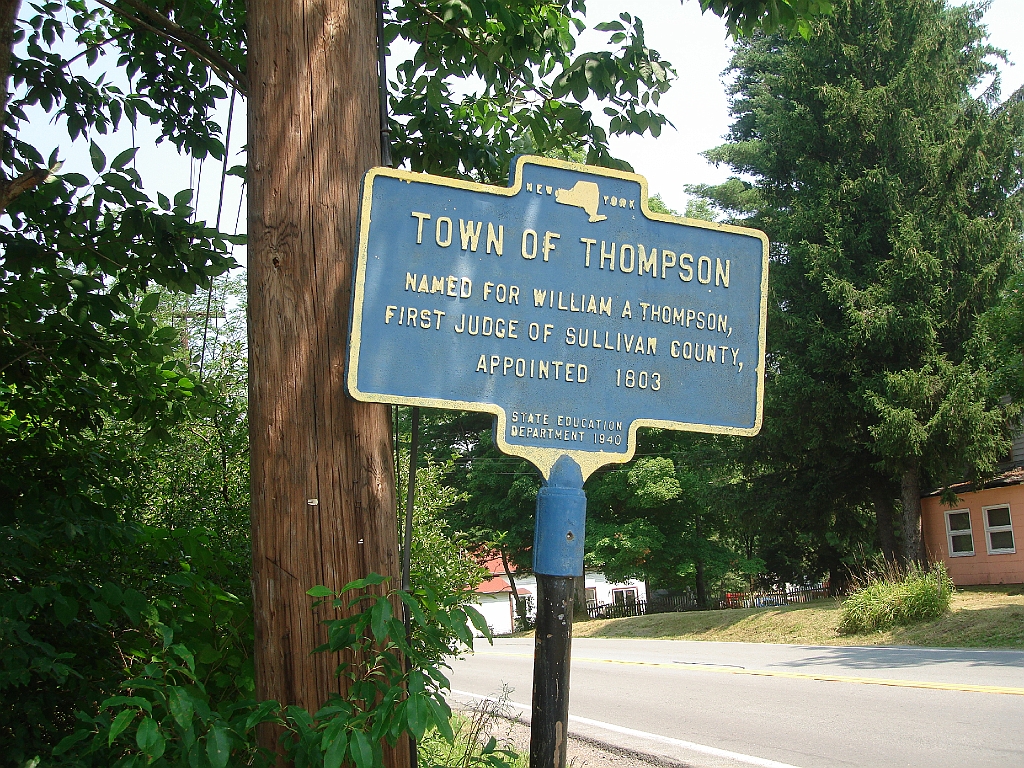 NEW YORK
TOWN OF THOMPSON
NAMED FOR WILLIAM A THOMPSON,
FIRST JUDGE OF SULLIVAN COUNTY,
APPOINTED 1803
STATE EDUCATION
DEPARTMENT 1940